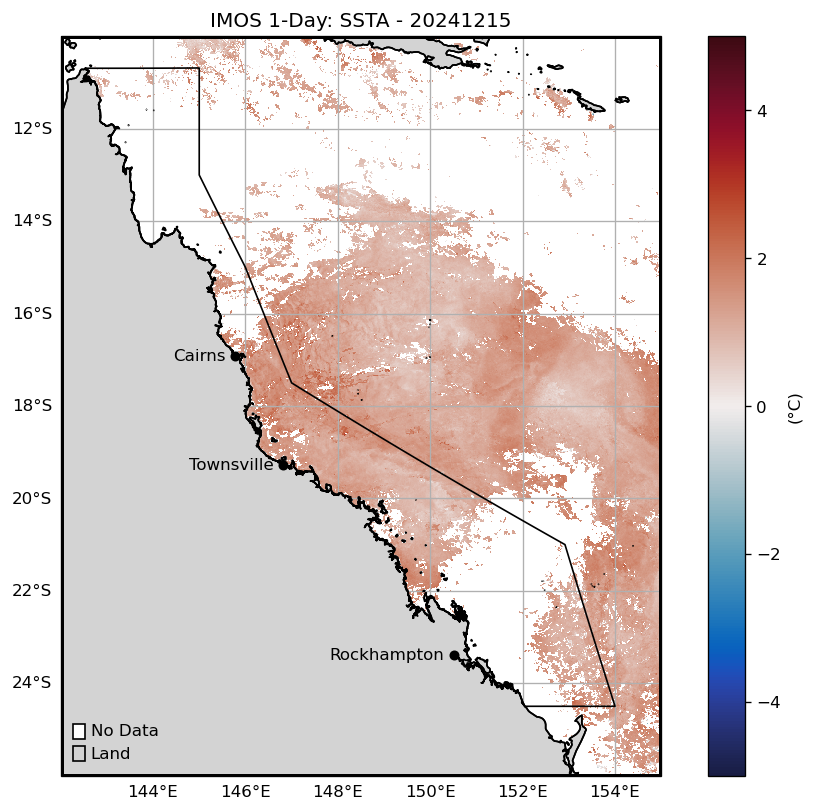 IMOS 1-Day: SSTA - 20241215
12°S
14°S
16°S
18°S
20°S
22°S
24°S
Cairns
Townsville
Rockhampton
No Data
Land
144°E 146°E 148°E 150°E 152°E 154°E
4
2
0
−2
−4
(°C)